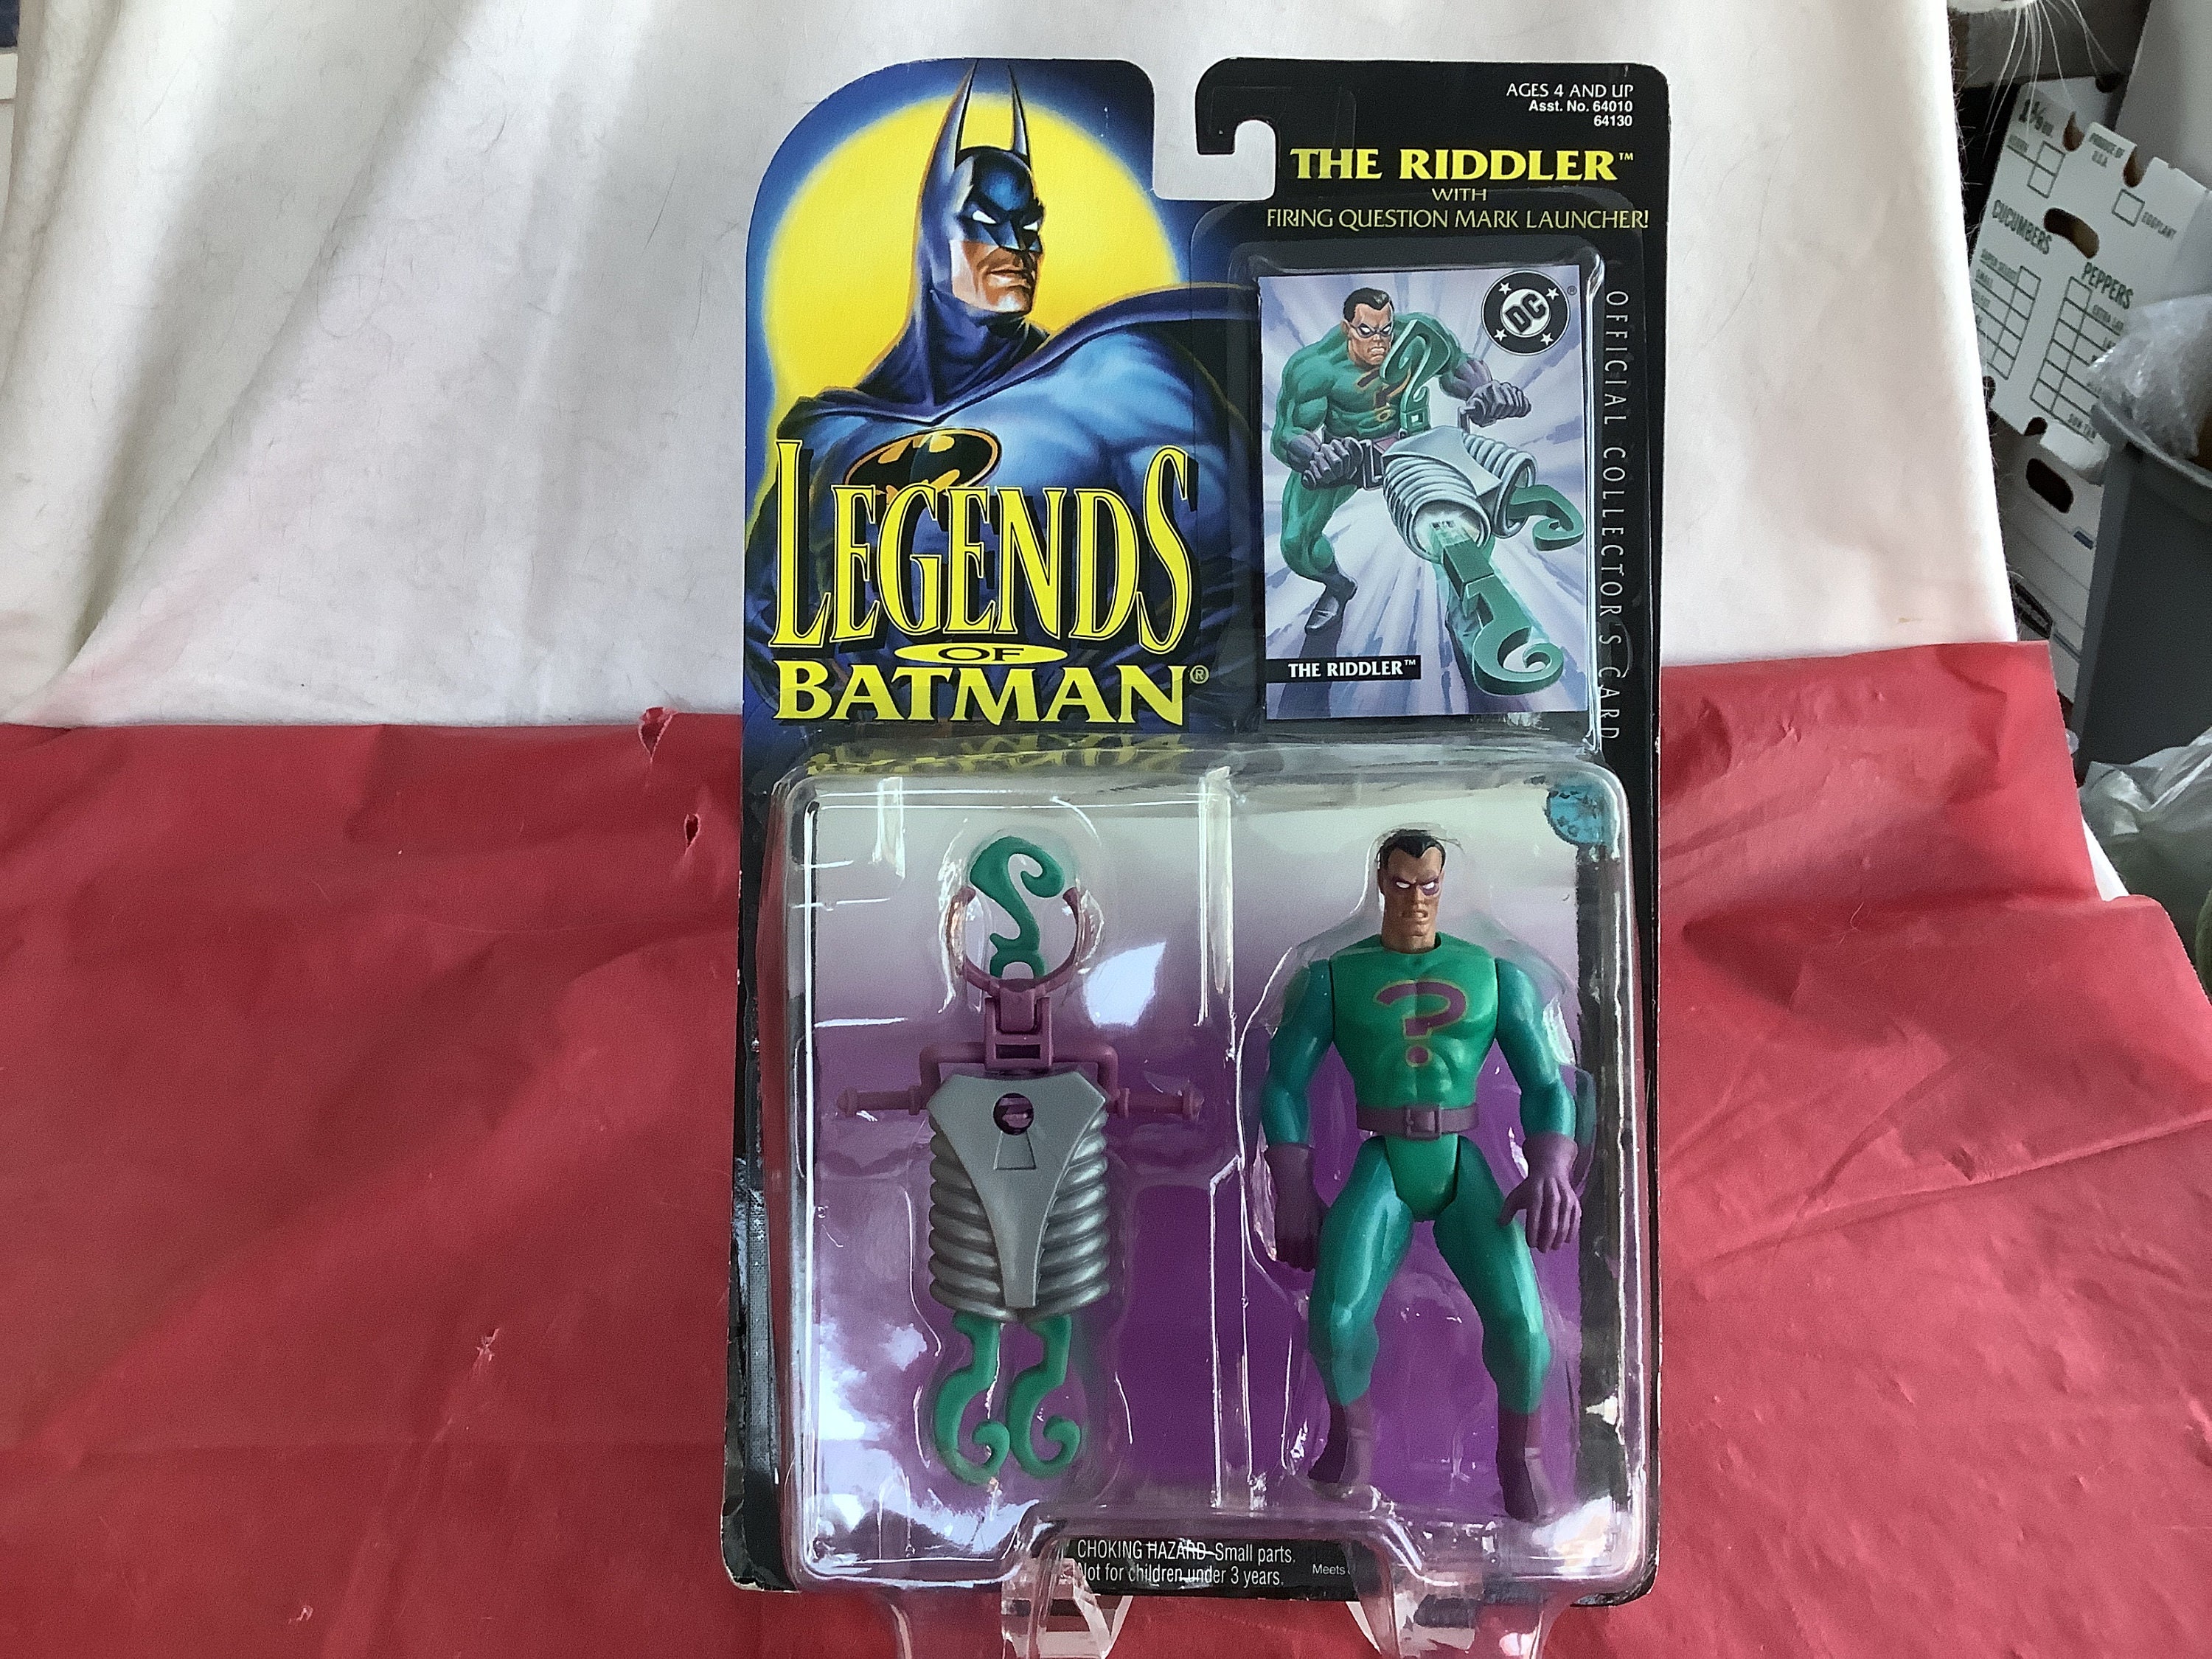 AGES 4 AND UP
Asst. No. 64010
64130
THE RIDDLER™
WITH
FIRING QUESTION MARK LAUNCHER!
DC
®
OFFICIAL COLLECTOR'S CARD
THE RIDDLER™
LEGENDS
OF
BATMAN®
?
CHOKING HAZARD-Small parts.
Not for children under 3 years.
Meets
PRODUCE OF
U.S.A.
CUCUMBERS
EGGPLANT
PEPPERS